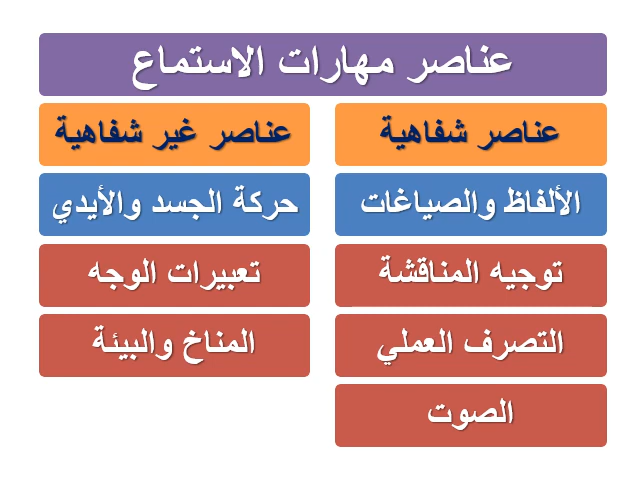 عناصر مهارات الاستماع
عناصر شفاهية
عناصر غير شفاهية
الألفاظ والصياغات
حركة الجسد والأيدي
توجيه المناقشة
تعبيرات الوجه
التصرف العملي
المناخ والبيئة
الصوت